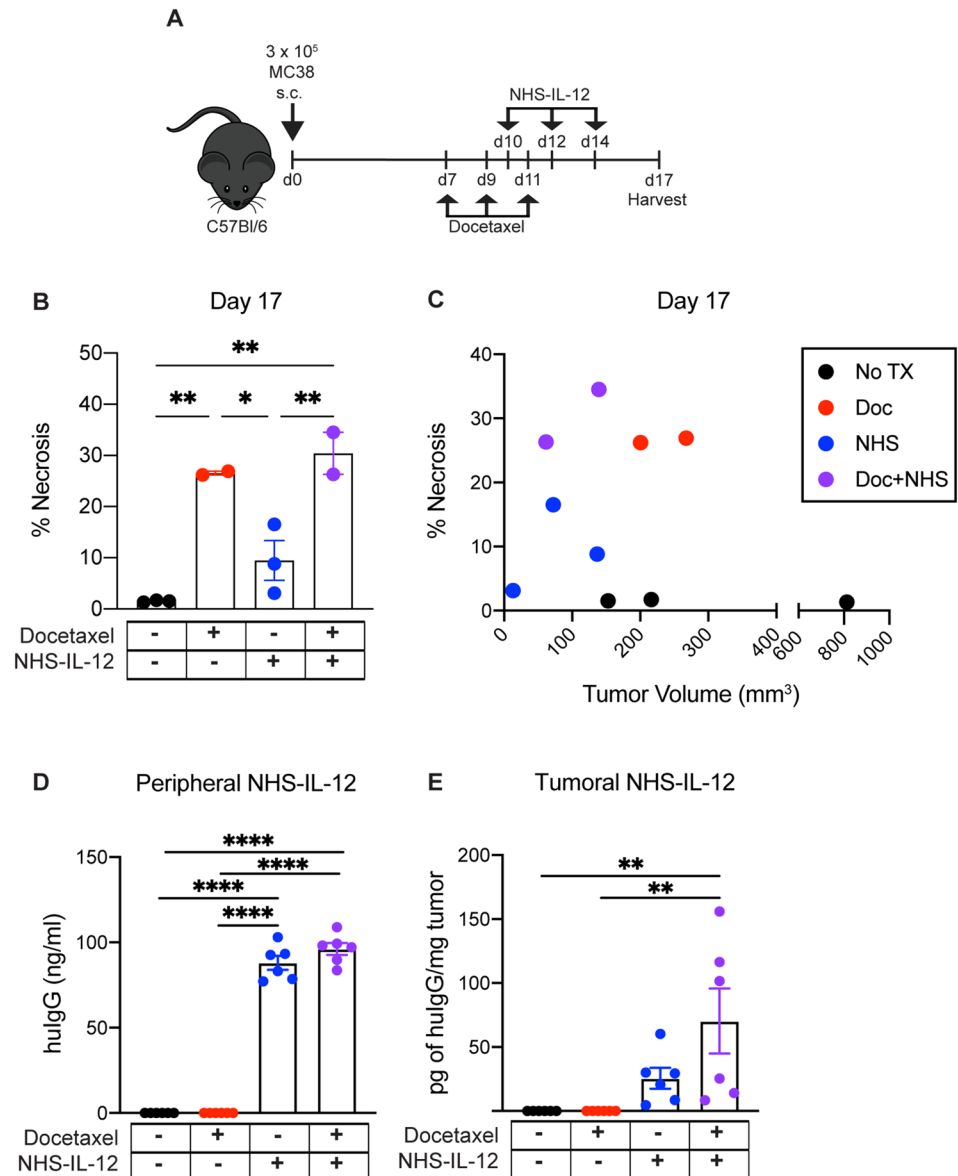 A
3 x 10⁵
MC38
s.c.
NHS-IL-12
d10 d12 d14
d0 d7 d9 d11 d17
Harvest
C57Bl/6
Docetaxel
B Day 17
% Necrosis
50
40
30
20
10
0
**
** * **
Docetaxel - + - +
NHS-IL-12 - - + +
C Day 17
% Necrosis
40
30
20
10
0
0 100 200 300 400 600 800 1000
Tumor Volume (mm³)
No TX
Doc
NHS
Doc+NHS
D Peripheral NHS-IL-12
huIgG (ng/ml)
150
100
50
0
****
****
****
****
Docetaxel - + - +
NHS-IL-12 - - + +
E Tumoral NHS-IL-12
pg of huIgG/mg tumor
200
150
100
50
**
**
Docetaxel - + - +
NHS-IL-12 - - + +